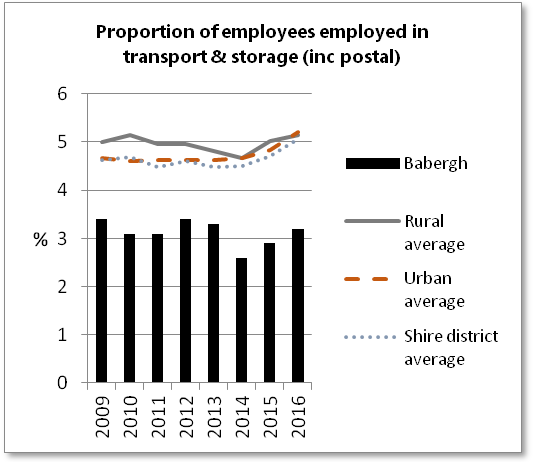 Proportion of employees employed in
transport & storage (inc postal)
6
5
4
3
2
1
0
%
2009
2010
2011
2012
2013
2014
2015
2016
Babergh
Rural
average
Urban
average
Shire district
average